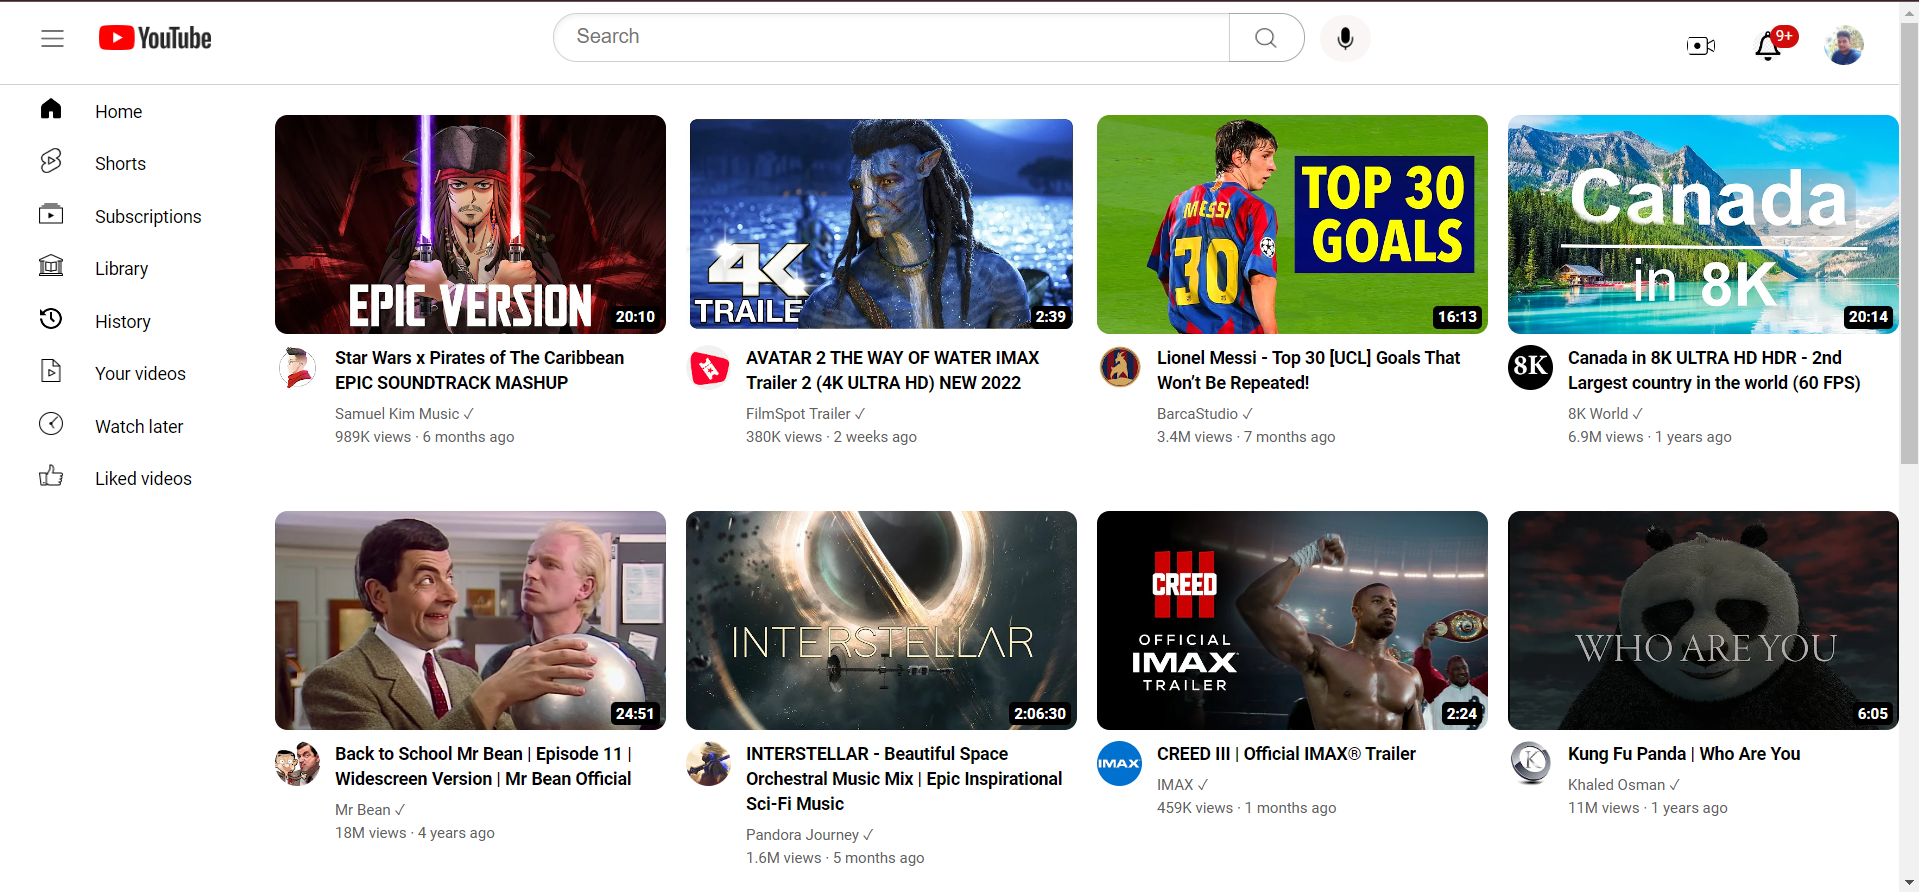 YouTube
Search
9+
Home
Shorts
Subscriptions
Library
History
Your videos
Watch later
Liked videos
EPIC VERSION
20:10
Star Wars x Pirates of The Caribbean
EPIC SOUNDTRACK MASHUP
Samuel Kim Music ✓
989K views · 6 months ago
4K
TRAILE
2:39
AVATAR 2 THE WAY OF WATER IMAX
Trailer 2 (4K ULTRA HD) NEW 2022
FilmSpot Trailer ✓
380K views · 2 weeks ago
MESSI
30
TOP 30
GOALS
16:13
Lionel Messi - Top 30 [UCL] Goals That
Won’t Be Repeated!
BarcaStudio ✓
3.4M views · 7 months ago
Canada
in 8K
20:14
8K
Canada in 8K ULTRA HD HDR - 2nd
Largest country in the world (60 FPS)
8K World ✓
6.9M views · 1 years ago
24:51
Back to School Mr Bean | Episode 11 |
Widescreen Version | Mr Bean Official
Mr Bean ✓
18M views · 4 years ago
INTERSTELLAR
2:06:30
INTERSTELLAR - Beautiful Space
Orchestral Music Mix | Epic Inspirational
Sci-Fi Music
Pandora Journey ✓
1.6M views · 5 months ago
CREED
III
OFFICIAL
IMAX
TRAILER
2:24
IMAX
CREED III | Official IMAX® Trailer
IMAX ✓
459K views · 1 months ago
WHO ARE YOU
6:05
K
Kung Fu Panda | Who Are You
Khaled Osman ✓
11M views · 1 years ago